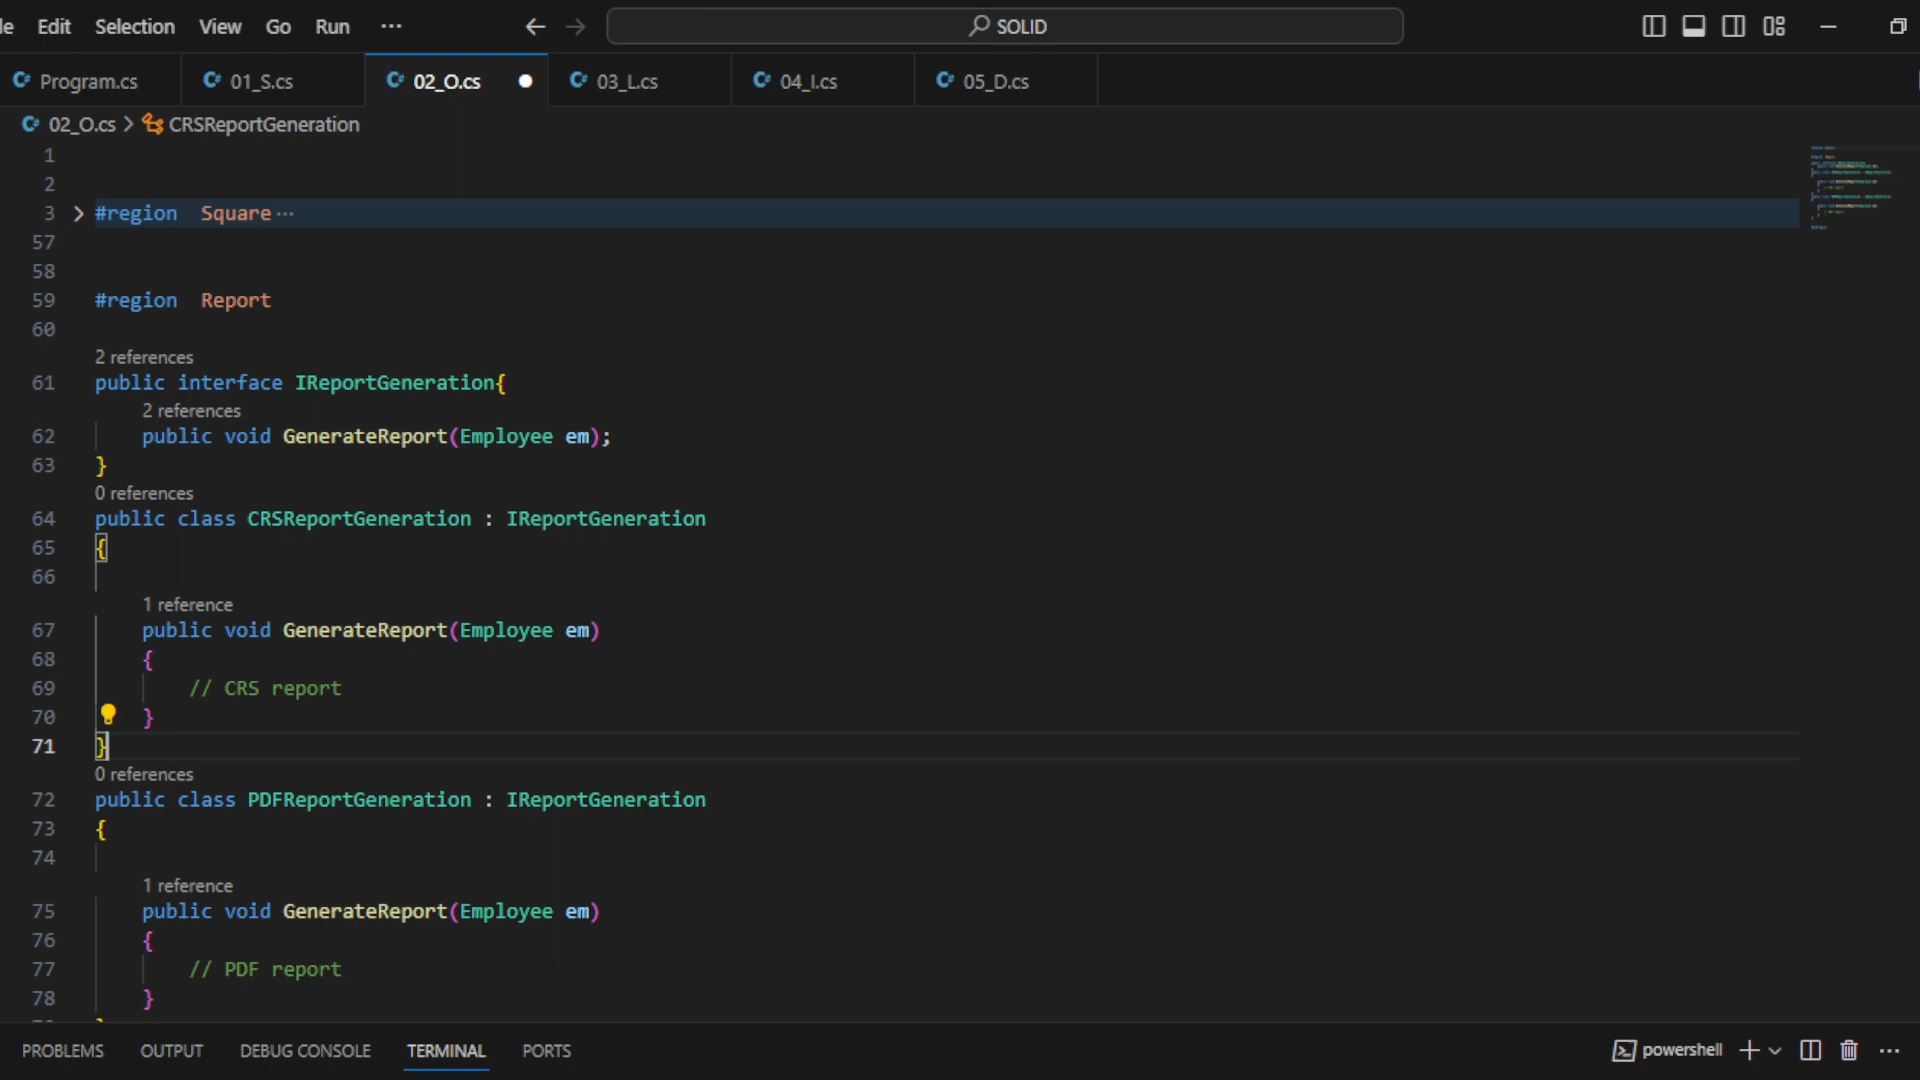 Edit Selection View Go Run ··· SOLID
Program.cs 01_S.cs 02_O.cs 03_L.cs 04_I.cs 05_D.cs
02_O.cs > CRSReportGeneration
1
2
3 #region Square ···
57
58
59 #region Report
60
2 references
61 public interface IReportGeneration{
2 references
62 public void GenerateReport(Employee em);
63 }
0 references
64 public class CRSReportGeneration : IReportGeneration
65 {
66
1 reference
67 public void GenerateReport(Employee em)
68 {
69 // CRS report
70 }
71 }
0 references
72 public class PDFReportGeneration : IReportGeneration
73 {
74
1 reference
75 public void GenerateReport(Employee em)
76 {
77 // PDF report
78 }
PROBLEMS OUTPUT DEBUG CONSOLE TERMINAL PORTS powershell